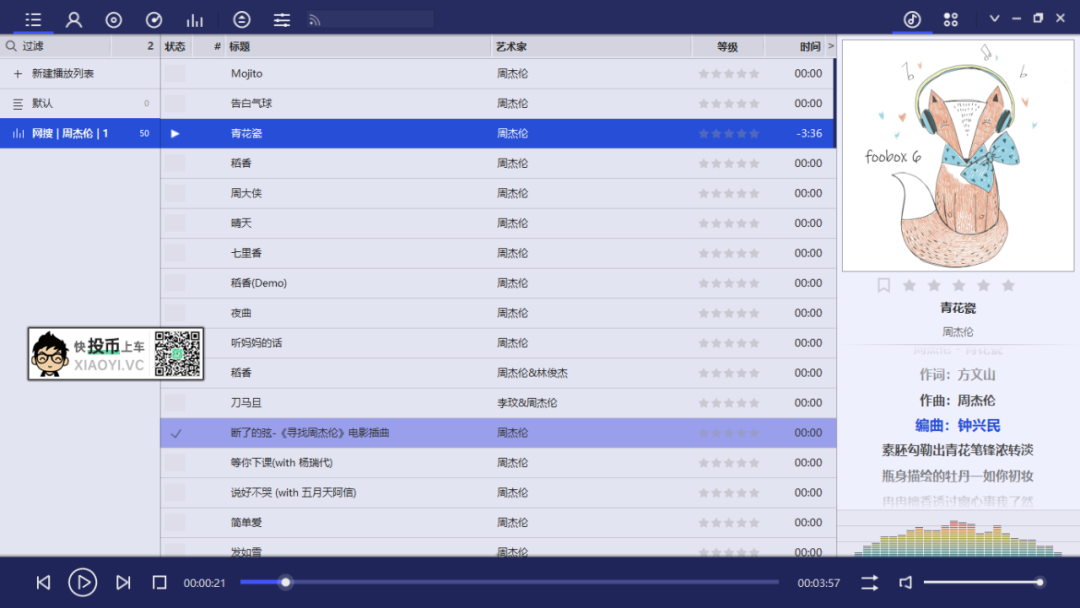 过滤 2 状态 # 标题 艺术家 等级 时间 >
新建播放列表
默认 0
网搜 | 周杰伦 | 1 50
Mojito 周杰伦 00:00
告白气球 周杰伦 00:00
青花瓷 周杰伦 -3:36
稻香 周杰伦 00:00
周大侠 周杰伦 00:00
晴天 周杰伦 00:00
七里香 周杰伦 00:00
稻香(Demo) 周杰伦 00:00
夜曲 周杰伦 00:00
听妈妈的话 周杰伦 00:00
稻香 周杰伦&林俊杰 00:00
刀马旦 李玟&周杰伦 00:00
断了的弦-《寻找周杰伦》电影插曲 周杰伦 00:00
等你下课(with 杨瑞代) 周杰伦 00:00
说好不哭 (with 五月天阿信) 周杰伦 00:00
简单爱 周杰伦 00:00
发如雪 周杰伦 00:00
快投币上车
XIAOYI.VC
foobox 6
青花瓷
周杰伦
作词：方文山
作曲：周杰伦
编曲：钟兴民
素胚勾勒出青花笔锋浓转淡
瓶身描绘的牡丹一如你初妆
冉冉檀香透过窗心事我了然
00:00:21 00:03:57